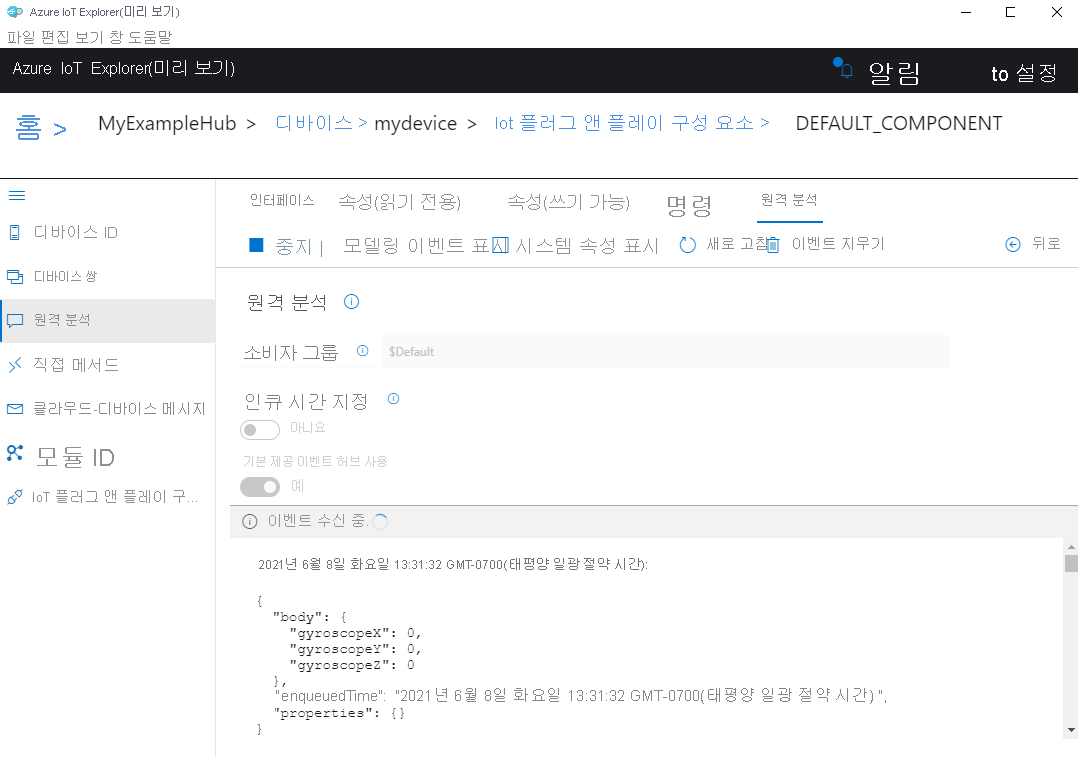 Azure IoT Explorer(미리 보기)
파일 편집 보기 창 도움말
Azure IoT Explorer(미리 보기)
알림
to 설정
홈 > MyExampleHub > 디바이스 > mydevice > Iot 플러그 앤 플레이 구성 요소 > DEFAULT_COMPONENT
디바이스 ID
디바이스 쌍
원격 분석
직접 메서드
클라우드-디바이스 메시지
모듈 ID
IoT 플러그 앤 플레이 구...
인터페이스 속성(읽기 전용) 속성(쓰기 가능) 명령 원격 분석
중지 | 모델링 이벤트 표시 시스템 속성 표시 새로 고침 이벤트 지우기 뒤로
원격 분석
소비자 그룹 $Default
인큐 시간 지정
아니요
기본 제공 이벤트 허브 사용
예
이벤트 수신 중.
2021년 6월 8일 화요일 13:31:32 GMT-0700(태평양 일광 절약 시간):
{
"body": {
"gyroscopeX": 0,
"gyroscopeY": 0,
"gyroscopeZ": 0
},
"enqueuedTime": "2021년 6월 8일 화요일 13:31:32 GMT-0700(태평양 일광 절약 시간) ",
"properties": {}
}